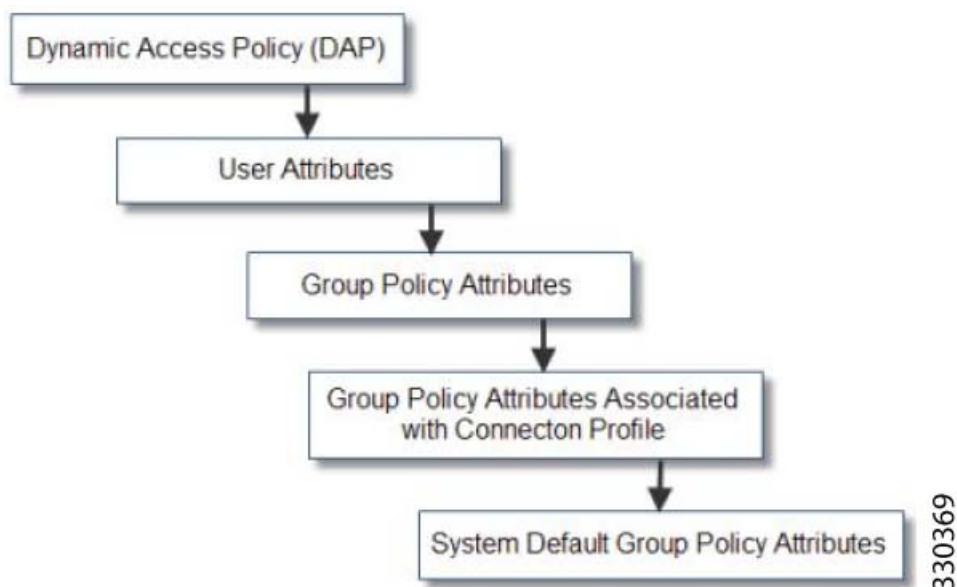 Dynamic Access Policy (DAP)
User Attributes
Group Policy Attributes
Group Policy Attributes Associated
with Connecton Profile
System Default Group Policy Attributes
330369